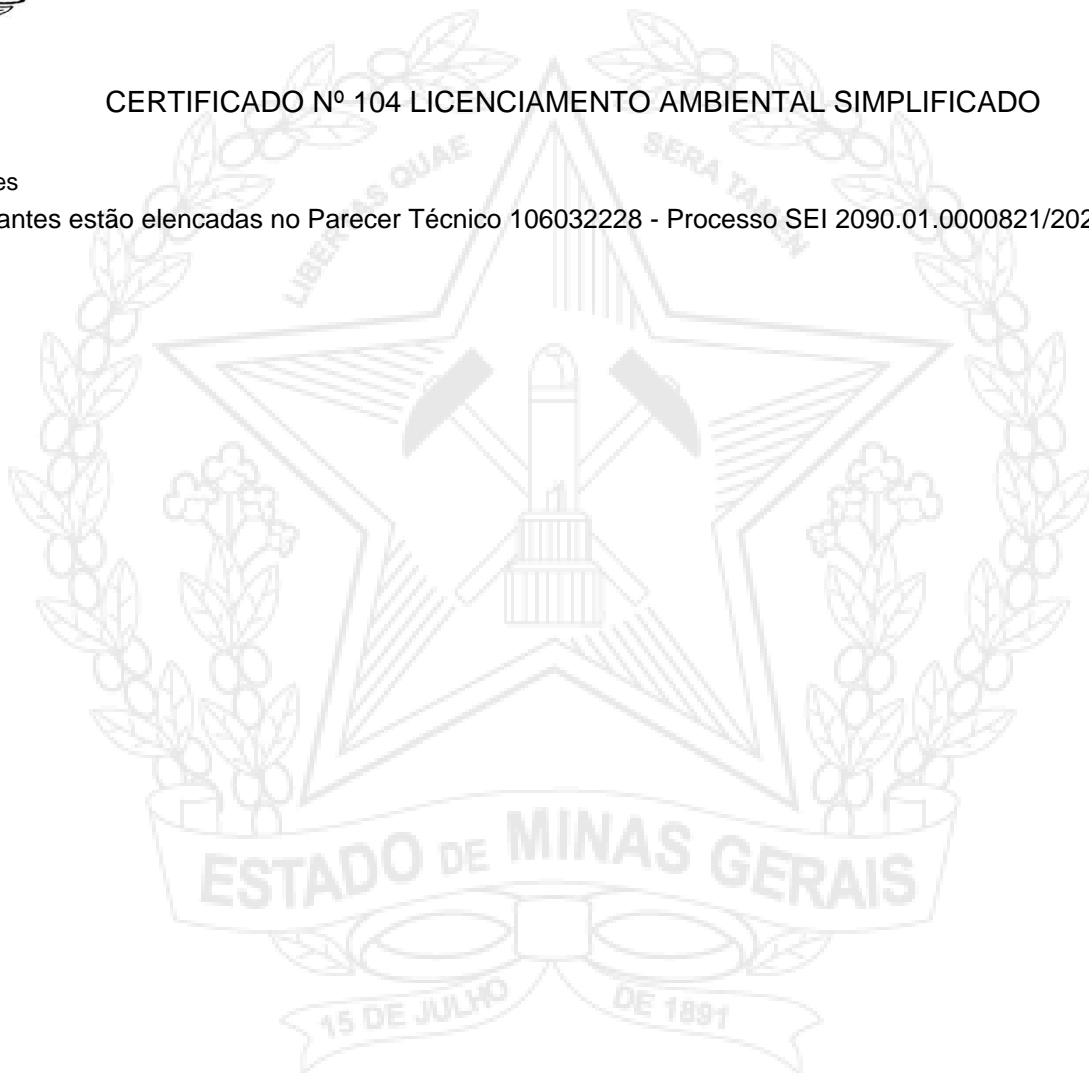 CERTIFICADO Nº 104 LICENCIAMENTO AMBIENTAL SIMPLIFICADO
es
antes estão elencadas no Parecer Técnico 106032228 - Processo SEI 2090.01.0000821/202
LIBERTAS QUAE SERA TAMEN
ESTADO DE MINAS GERAIS
15 DE JULHO DE 1891